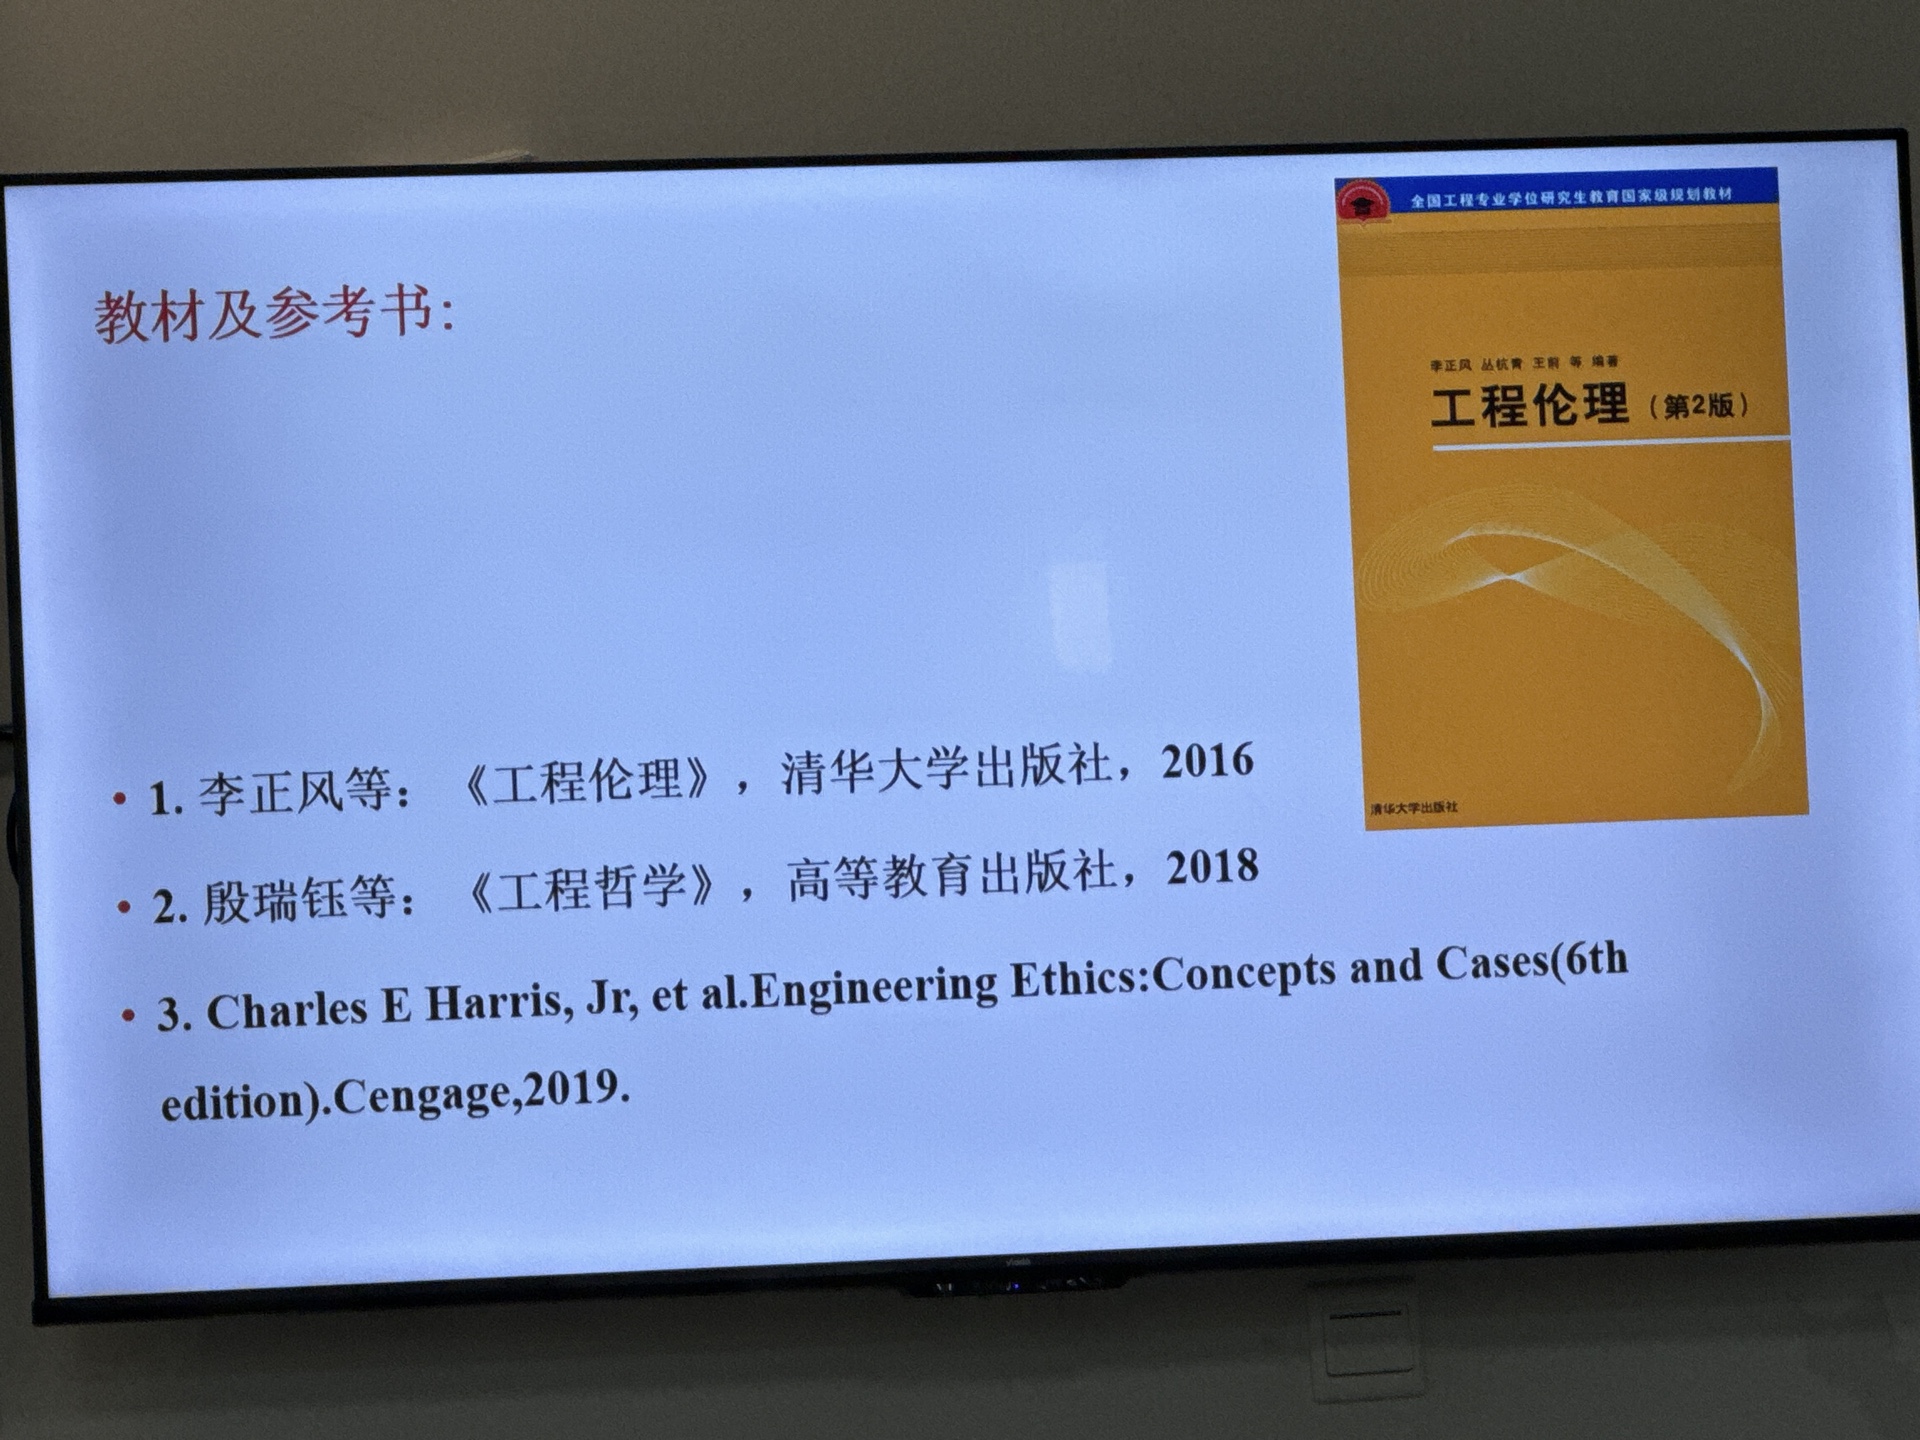 教材及参考书:
全国工程专业学位研究生教育国家级规划教材
李正风 丛杭青 王前 等 编著
工程伦理（第2版）
清华大学出版社
• 1. 李正风等：《工程伦理》，清华大学出版社，2016
• 2. 殷瑞钰等：《工程哲学》，高等教育出版社，2018
• 3. Charles E Harris, Jr, et al.Engineering Ethics:Concepts and Cases(6th
edition).Cengage,2019.